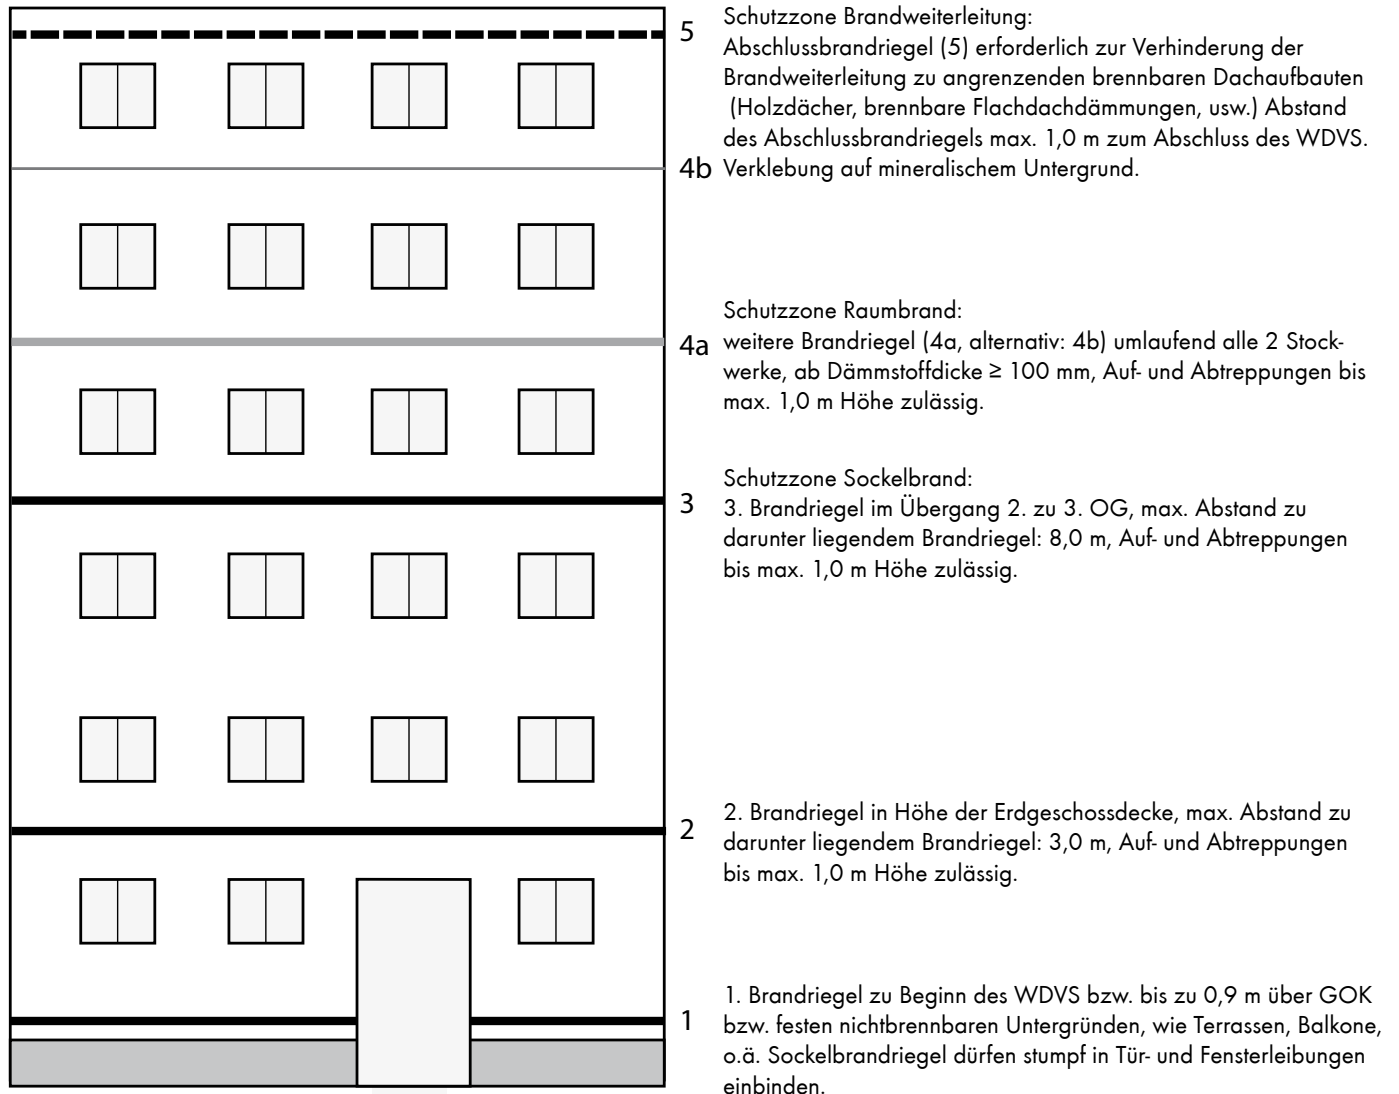 5
Schutzzone Brandweiterleitung:
Abschlussbrandriegel (5) erforderlich zur Verhinderung der
Brandweiterleitung zu angrenzenden brennbaren Dachaufbauten
(Holzdächer, brennbare Flachdachdämmungen, usw.) Abstand
des Abschlussbrandriegels max. 1,0 m zum Abschluss des WDVS.
4b Verklebung auf mineralischem Untergrund.
Schutzzone Raumbrand:
4a weitere Brandriegel (4a, alternativ: 4b) umlaufend alle 2 Stock-
werke, ab Dämmstoffdicke ≥ 100 mm, Auf- und Abtreppungen bis
max. 1,0 m Höhe zulässig.
Schutzzone Sockelbrand:
3 3. Brandriegel im Übergang 2. zu 3. OG, max. Abstand zu
darunter liegendem Brandriegel: 8,0 m, Auf- und Abtreppungen
bis max. 1,0 m Höhe zulässig.
2. Brandriegel in Höhe der Erdgeschossdecke, max. Abstand zu
2 darunter liegendem Brandriegel: 3,0 m, Auf- und Abtreppungen
bis max. 1,0 m Höhe zulässig.
1. Brandriegel zu Beginn des WDVS bzw. bis zu 0,9 m über GOK
1 bzw. festen nichtbrennbaren Untergründen, wie Terrassen, Balkone,
o.ä. Sockelbrandriegel dürfen stumpf in Tür- und Fensterleibungen
einbinden.